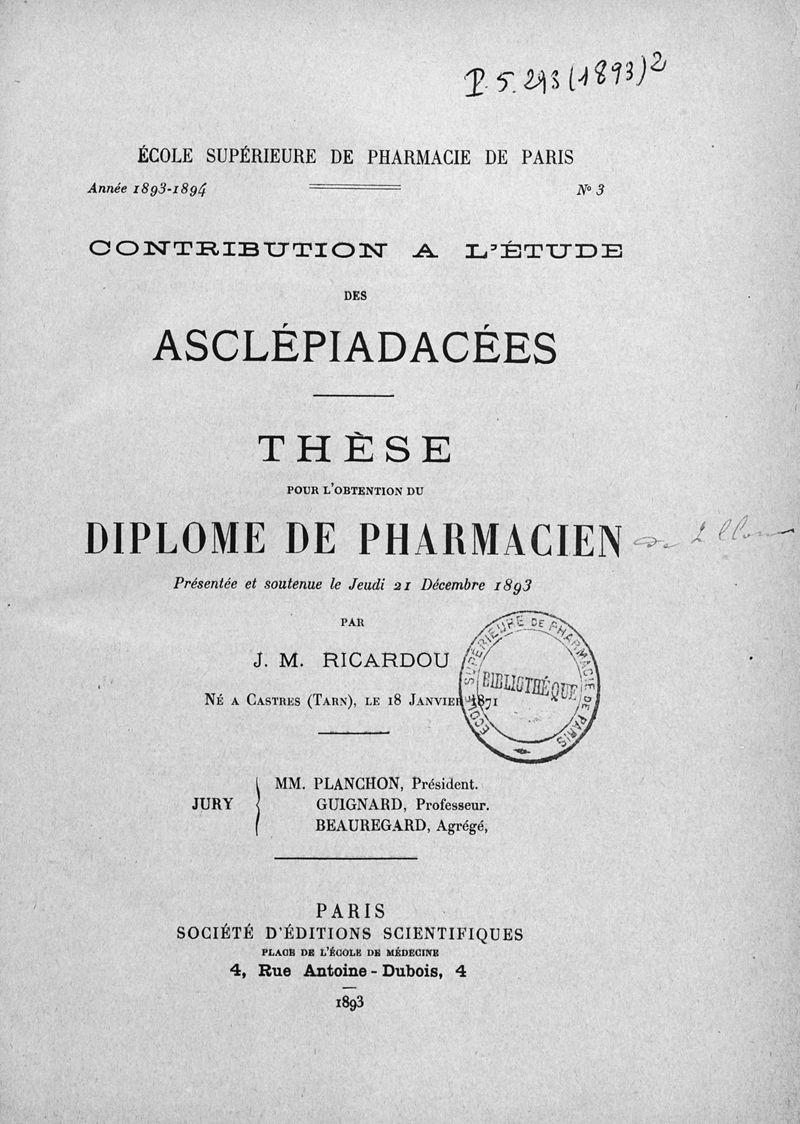 P. 5. 293 (1893) 2
ÉCOLE SUPÉRIEURE DE PHARMACIE DE PARIS
Année 1893-1894 No 3
CONTRIBUTION A L'ÉTUDE
DES
ASCLÉPIADACÉES
THÈSE
POUR L'OBTENTION DU
DIPLOME DE PHARMACIEN de
Présentée et soutenue le Jeudi 21 Décembre 1893
PAR
J. M. RICARDOU
NÉ A CASTRES (TARN), LE 18 JANVIER 1871
ÉCOLE SUPÉRIEURE DE PHARMACIE DE PARIS
BIBLIOTHÉQUE
MM. PLANCHON, Président.
JURY GUIGNARD, Professeur.
BEAUREGARD, Agrégé,
PARIS
SOCIÉTÉ D'ÉDITIONS SCIENTIFIQUES
PLACE DE L'ÉCOLE DE MÉDECINE
4, Rue Antoine-Dubois, 4
1893